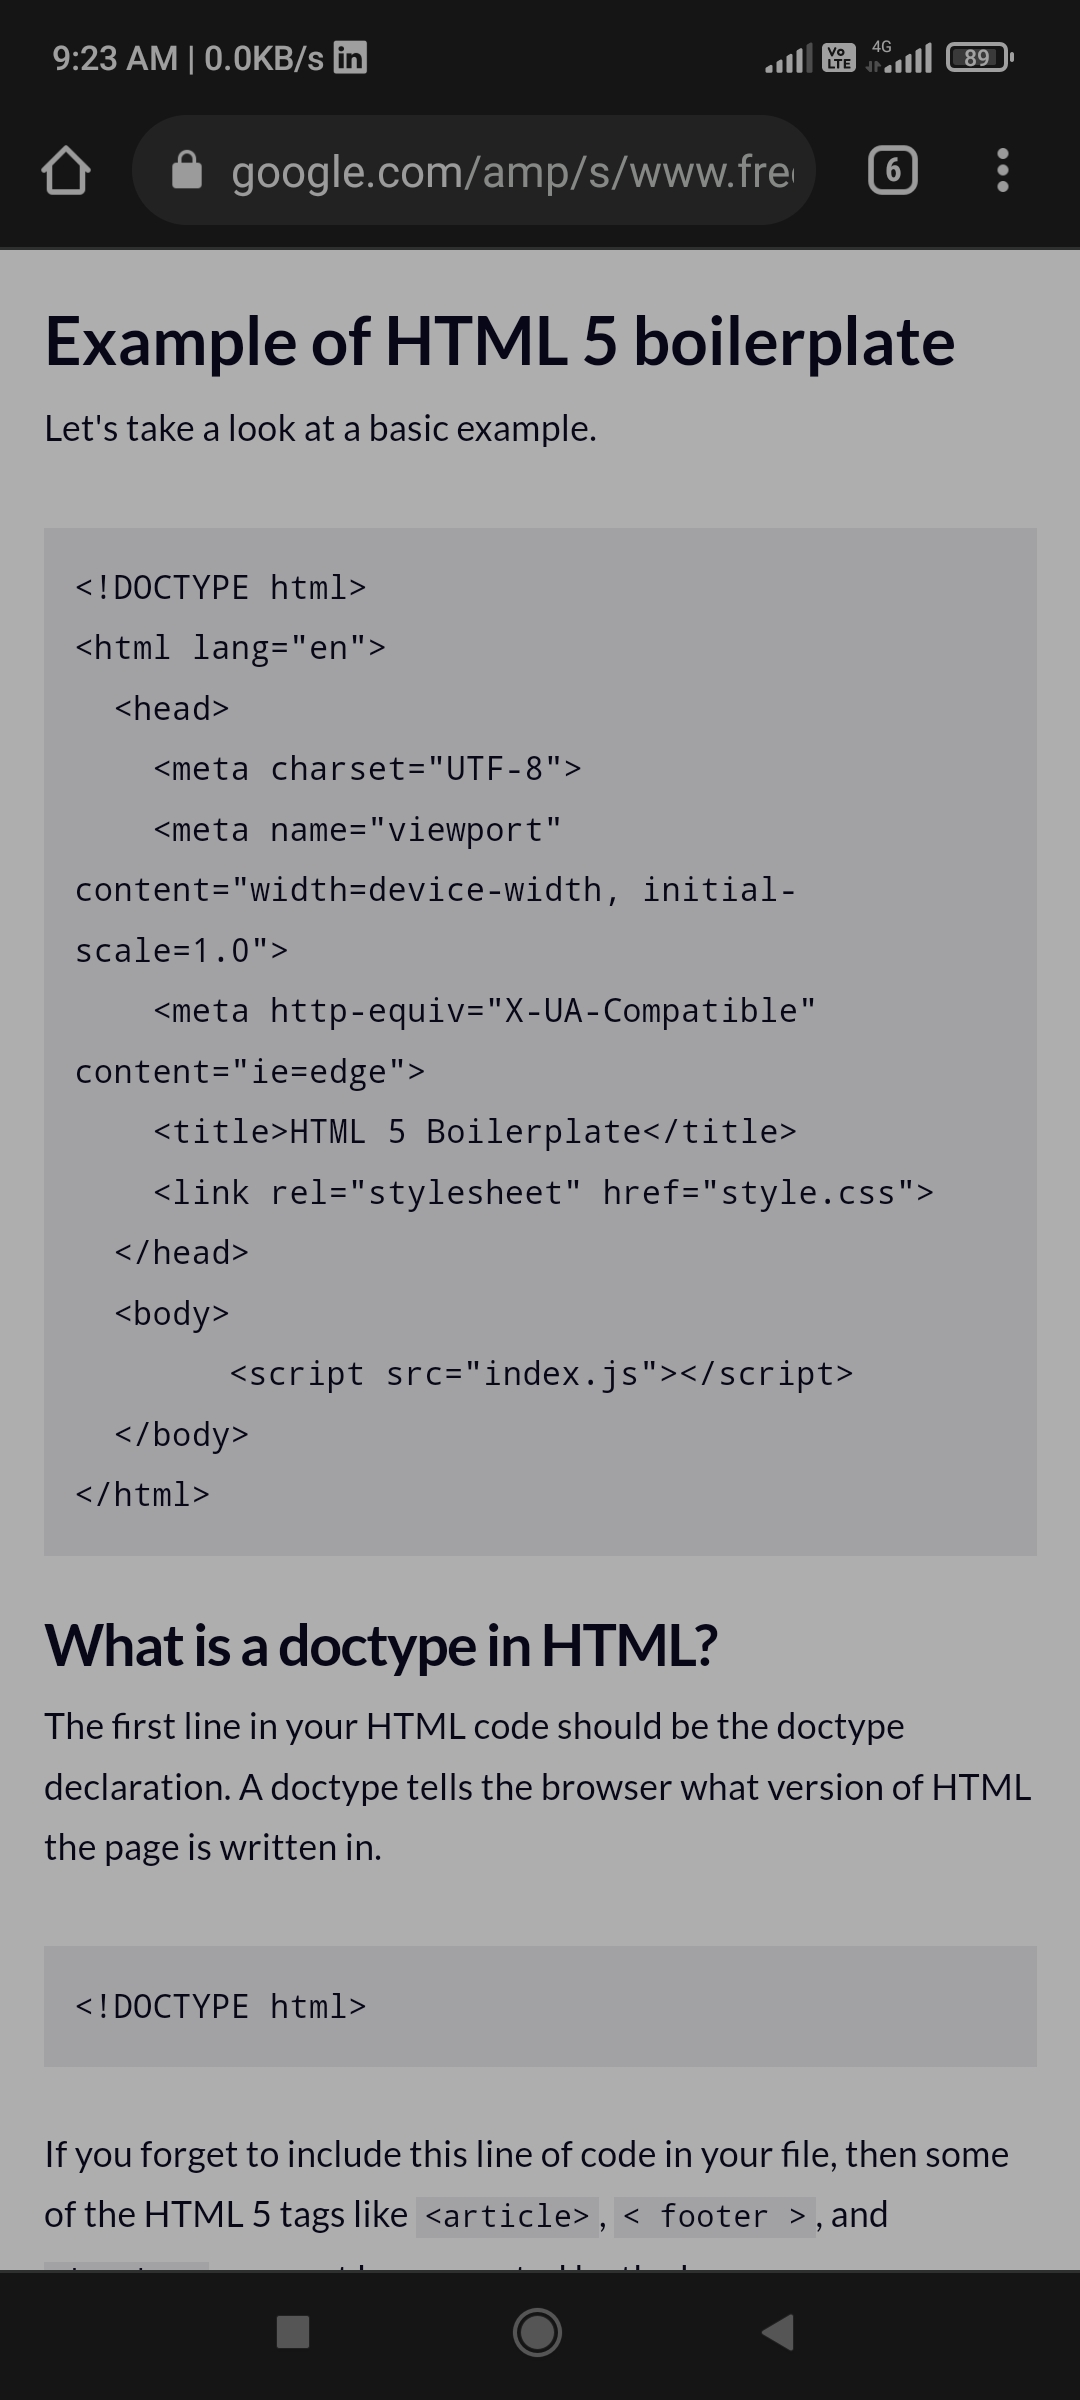 9:23 AM | 0.0KB/s in
Vo LTE 4G 89
google.com/amp/s/www.fre
6
Example of HTML 5 boilerplate
Let's take a look at a basic example.
<!DOCTYPE html>
<html lang="en">
  <head>
    <meta charset="UTF-8">
    <meta name="viewport"
content="width=device-width, initial-
scale=1.0">
    <meta http-equiv="X-UA-Compatible"
content="ie=edge">
    <title>HTML 5 Boilerplate</title>
    <link rel="stylesheet" href="style.css">
  </head>
  <body>
        <script src="index.js"></script>
  </body>
</html>
What is a doctype in HTML?
The first line in your HTML code should be the doctype
declaration. A doctype tells the browser what version of HTML
the page is written in.
<!DOCTYPE html>
If you forget to include this line of code in your file, then some
of the HTML 5 tags like <article>, < footer >, and